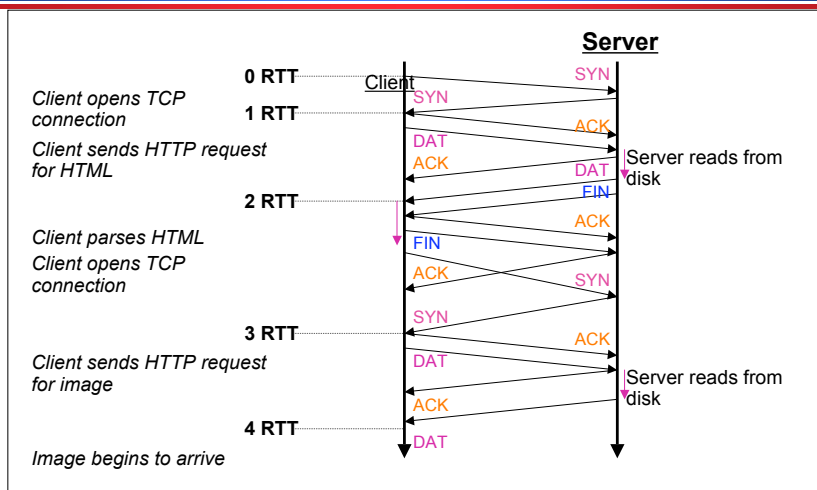 Server
0 RTT
Client
SYN
Client opens TCP
connection
SYN
1 RTT
ACK
Client sends HTTP request
for HTML
DAT
ACK
Server reads from
disk
DAT
FIN
2 RTT
ACK
Client parses HTML
FIN
Client opens TCP
connection
ACK
SYN
SYN
3 RTT
ACK
Client sends HTTP request
for image
DAT
Server reads from
disk
ACK
4 RTT
DAT
Image begins to arrive